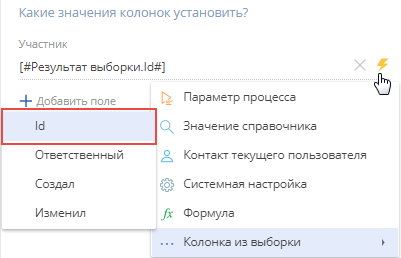 Какие значения колонок установить?
Участник
[#Результат выборки.Id#]
Добавить поле
Id
Ответственный
Создал
Изменил
Параметр процесса
Значение справочника
Контакт текущего пользователя
Системная настройка
fx Формула
Колонка из выборки